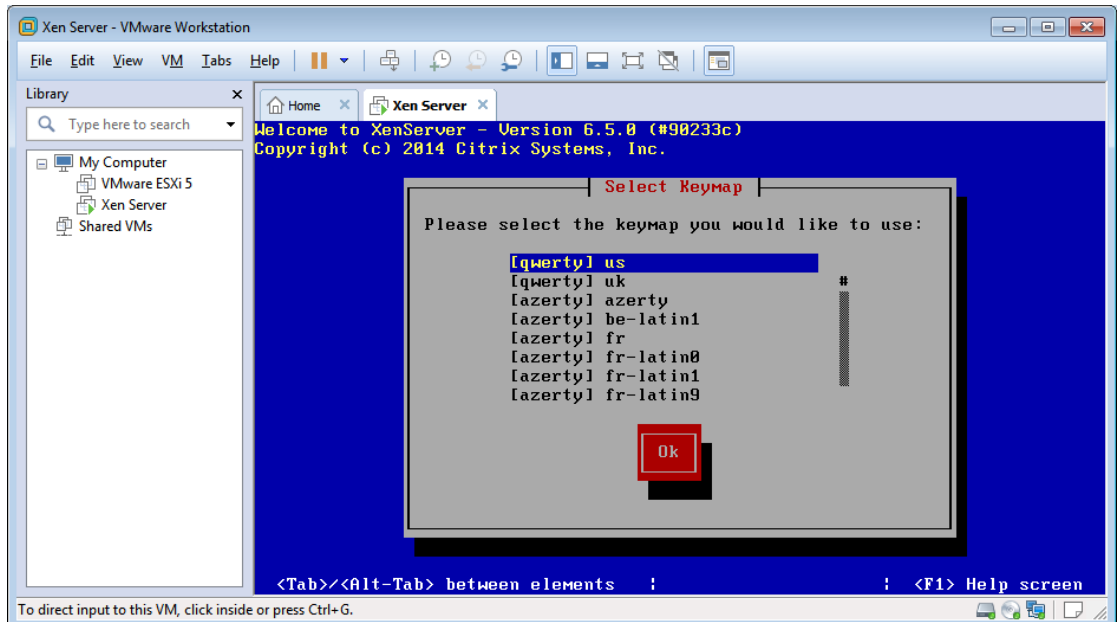 Xen Server - VMware Workstation
File Edit View VM Tabs Help
Library
Type here to search
My Computer
VMware ESXi 5
Xen Server
Shared VMs
Home
Xen Server
Welcome to XenServer - Version 6.5.0 (#90233c)
Copyright (c) 2014 Citrix Systems, Inc.
Select Keymap
Please select the keymap you would like to use:
[qwerty] us
[qwerty] uk #
[azerty] azerty
[azerty] be-latin1
[azerty] fr
[azerty] fr-latin0
[azerty] fr-latin1
[azerty] fr-latin9
Ok
<Tab>/<Alt-Tab> between elements ¦ ¦ <F1> Help screen
To direct input to this VM, click inside or press Ctrl+G.